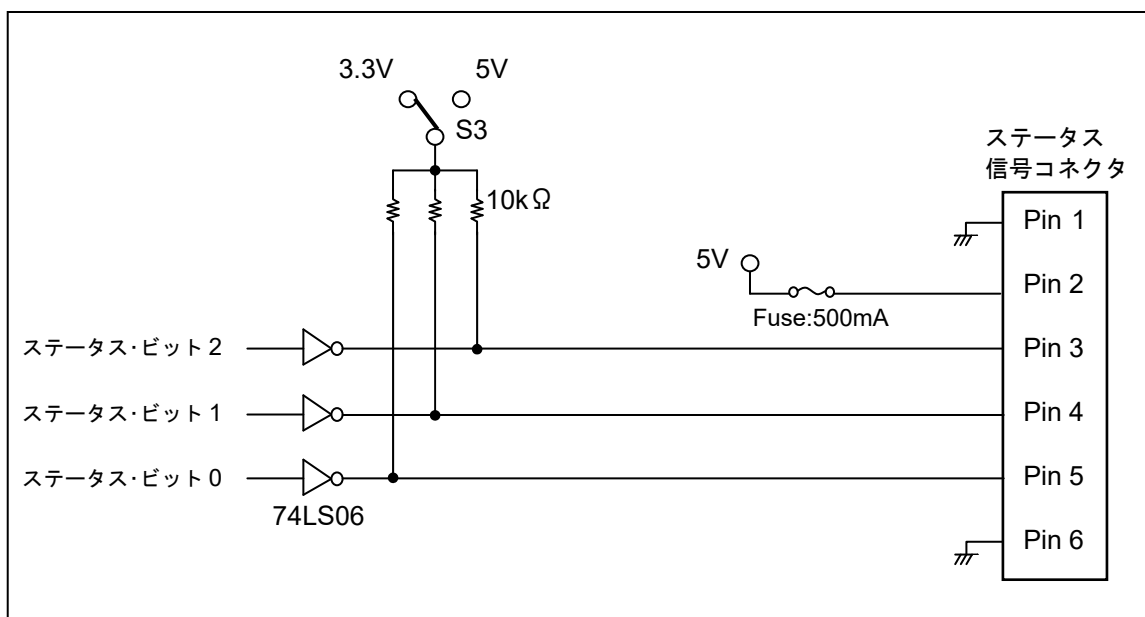 3.3V
5V
S3
ステータス
信号コネクタ
10kΩ
Pin 1
5V
Pin 2
Fuse:500mA
ステータス・ビット 2
Pin 3
ステータス・ビット 1
Pin 4
ステータス・ビット 0
Pin 5
74LS06
Pin 6